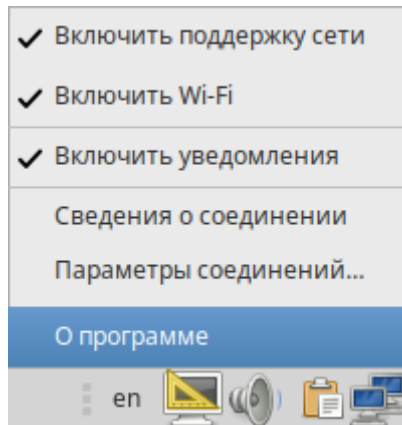 Включить поддержку сети
Включить Wi-Fi
Включить уведомления
Сведения о соединении
Параметры соединений...
О программе
en